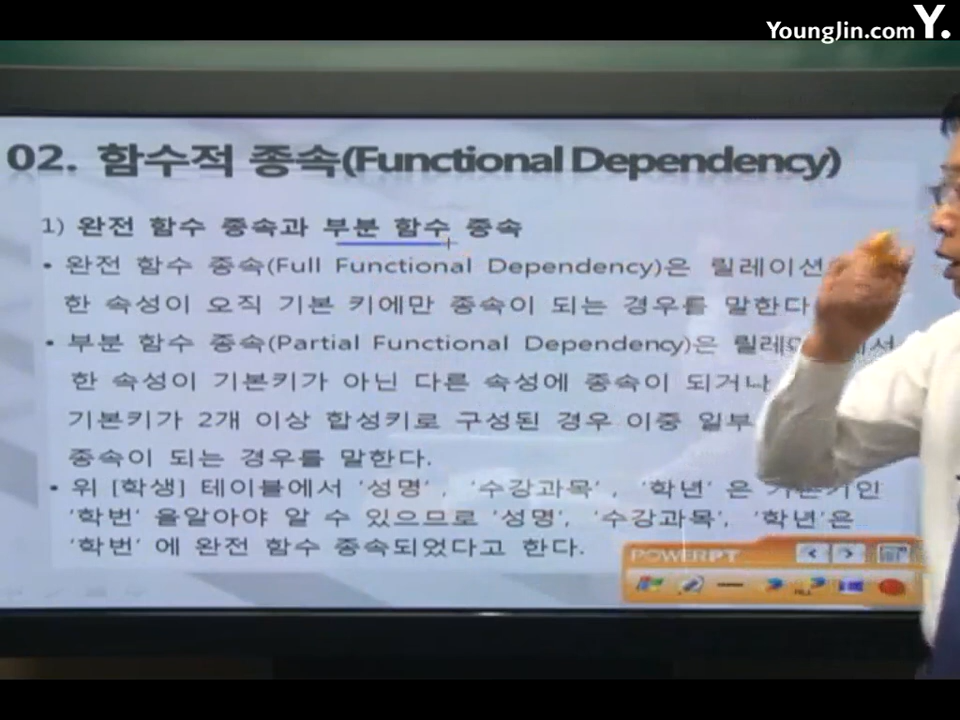 YoungJin.com Y.
02. 함수적 종속(Functional Dependency)
1) 완전 함수 종속과 부분 함수 종속
• 완전 함수 종속(Full Functional Dependency)은 릴레이션
한 속성이 오직 기본 키에만 종속이 되는 경우를 말한다
• 부분 함수 종속(Partial Functional Dependency)은
한 속성이 기본키가 아닌 다른 속성에 종속이 되거나
기본키가 2개 이상 합성키로 구성된 경우 이중 일부
종속이 되는 경우를 말한다.
• 위 [학생] 테이블에서 '성명', '수강과목', '학년' 은 기본키인
'학번' 을알아야 알 수 있으므로 '성명', '수강과목', '학년'은
'학번' 에 완전 함수 종속되었다고 한다.
POWERPT